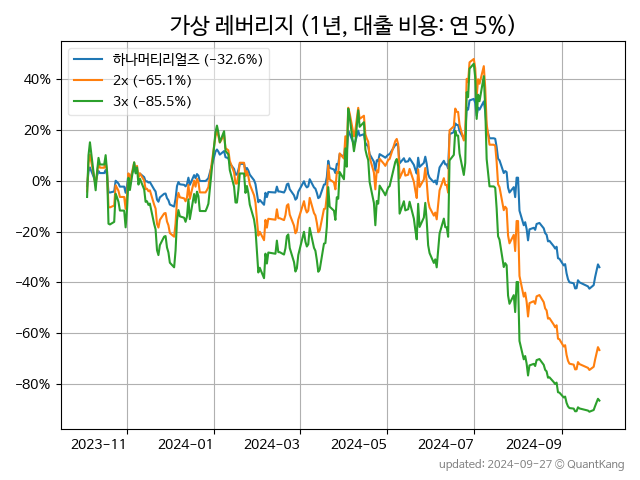 가상 레버리지 (1년, 대출 비용: 연 5%)
하나머티리얼즈 (−32.6%)
2x (−65.1%)
3x (−85.5%)
40%
20%
0%
−20%
−40%
−60%
−80%
2023-11 2024-01 2024-03 2024-05 2024-07 2024-09
updated: 2024-09-27 © QuantKang